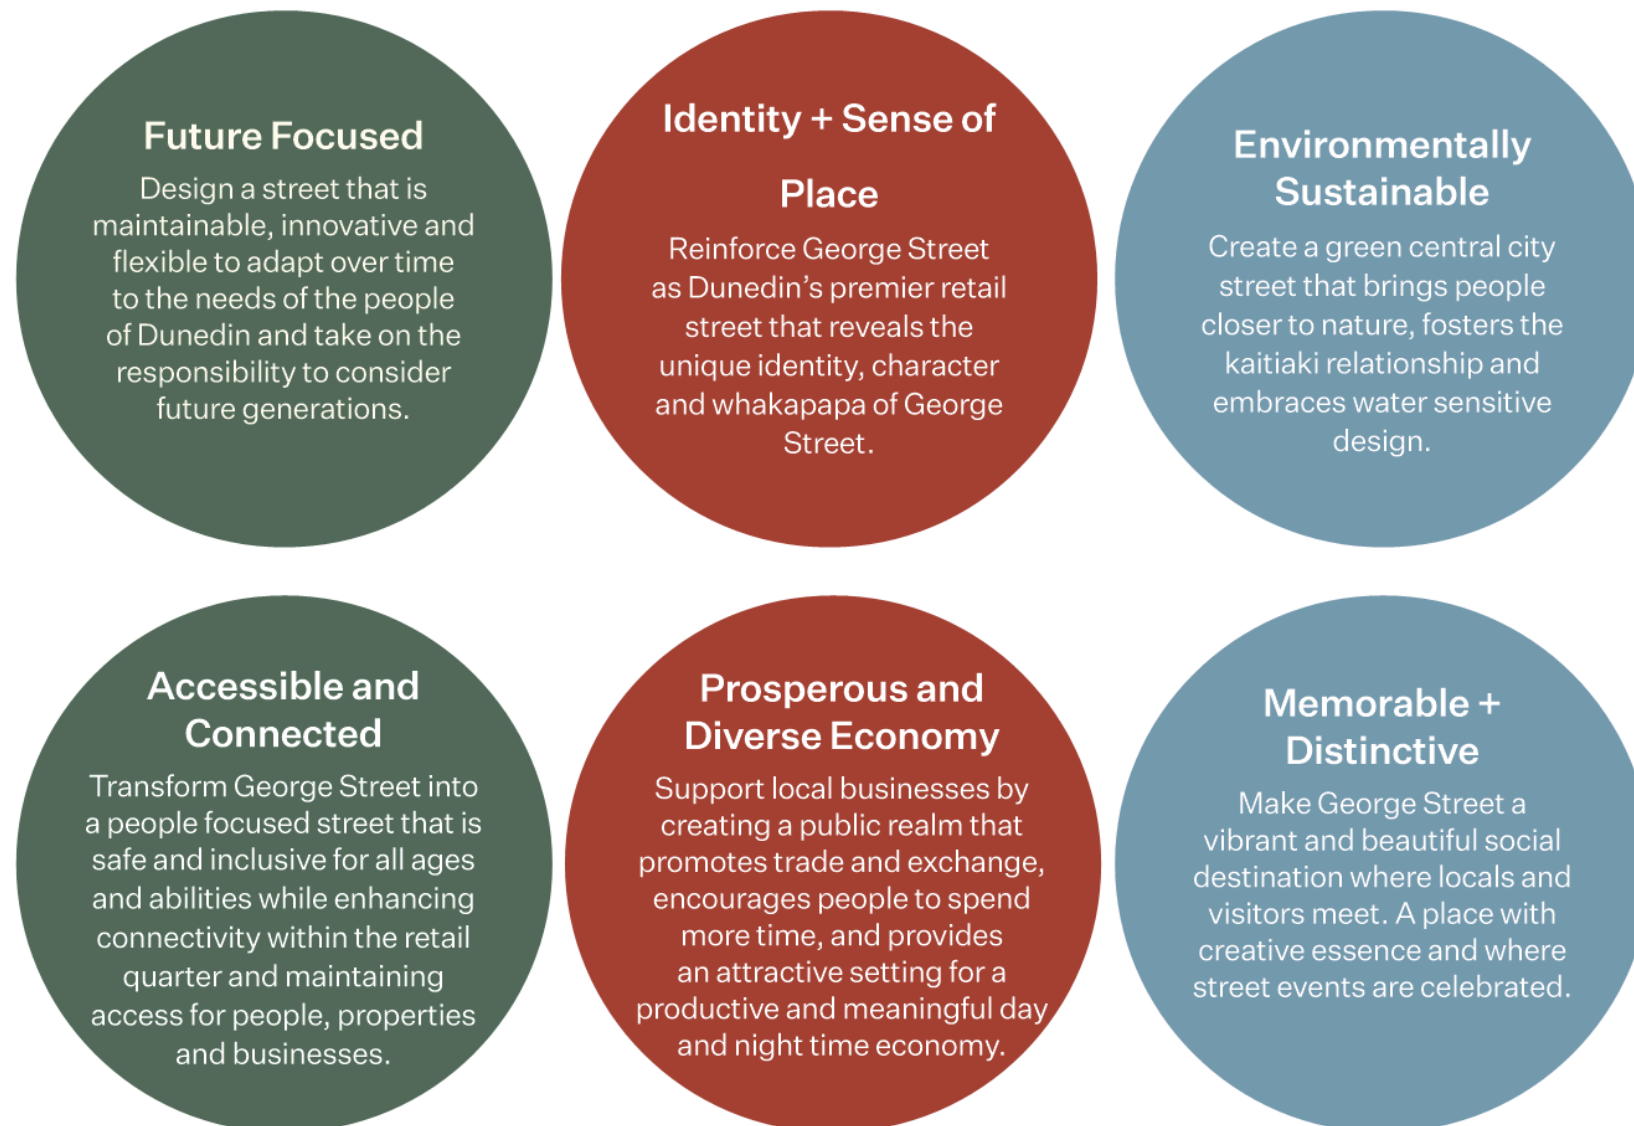 Future Focused
Design a street that is
maintainable, innovative and
flexible to adapt over time
to the needs of the people
of Dunedin and take on the
responsibility to consider
future generations.
Identity + Sense of
Place
Reinforce George Street
as Dunedin’s premier retail
street that reveals the
unique identity, character
and whakapapa of George
Street.
Environmentally
Sustainable
Create a green central city
street that brings people
closer to nature, fosters the
kaitiaki relationship and
embraces water sensitive
design.
Accessible and
Connected
Transform George Street into
a people focused street that is
safe and inclusive for all ages
and abilities while enhancing
connectivity within the retail
quarter and maintaining
access for people, properties
and businesses.
Prosperous and
Diverse Economy
Support local businesses by
creating a public realm that
promotes trade and exchange,
encourages people to spend
more time, and provides
an attractive setting for a
productive and meaningful day
and night time economy.
Memorable +
Distinctive
Make George Street a
vibrant and beautiful social
destination where locals and
visitors meet. A place with
creative essence and where
street events are celebrated.